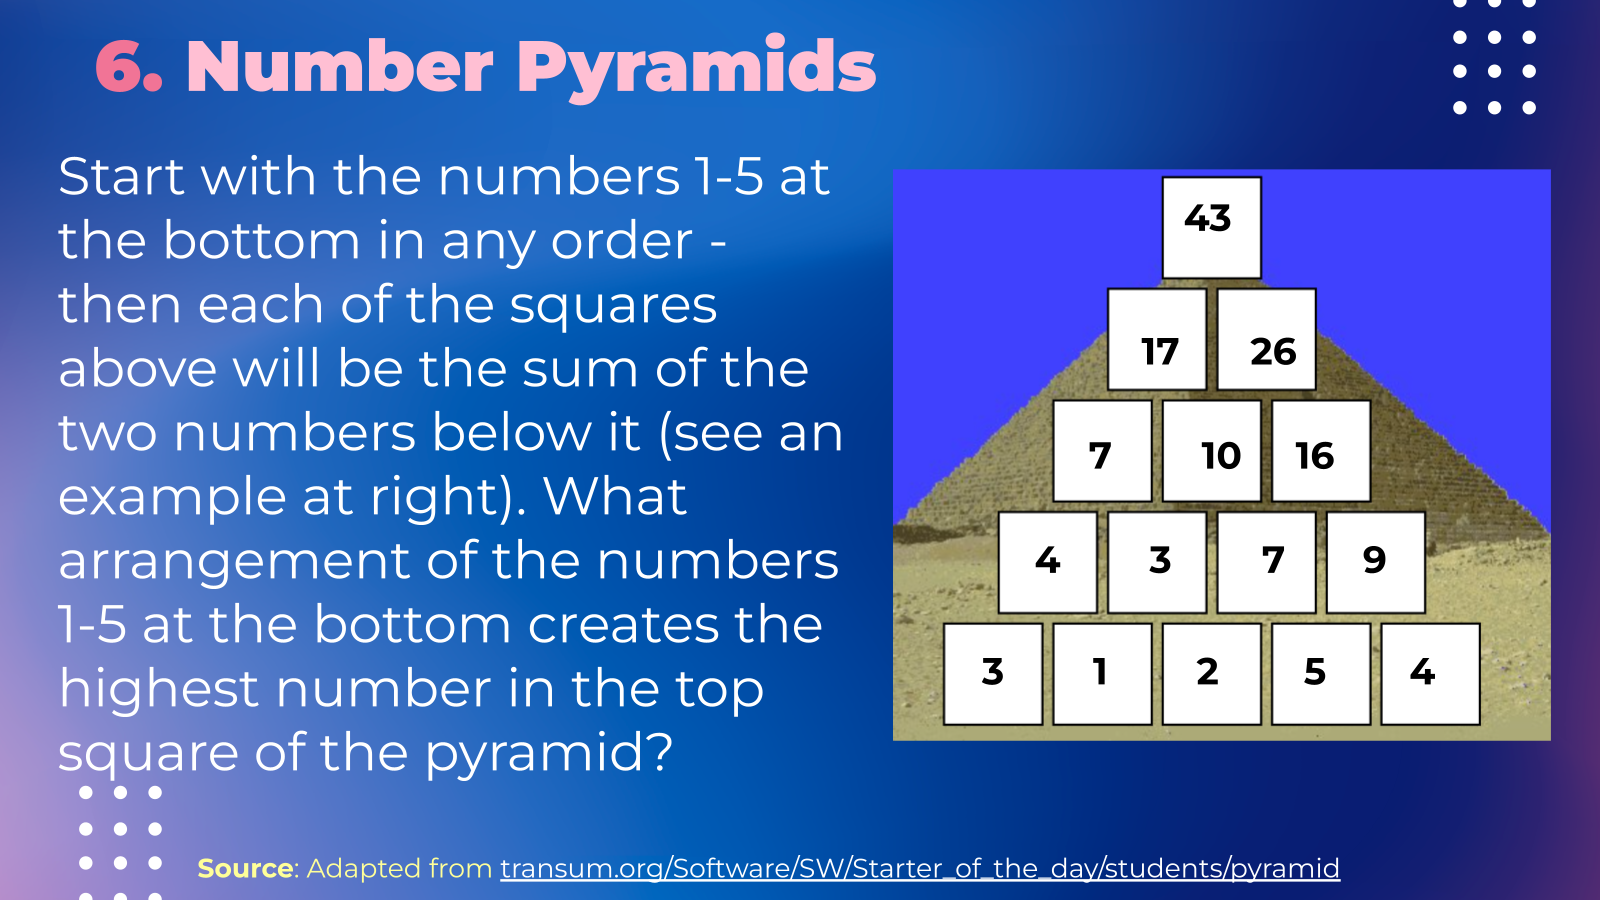 6. Number Pyramids
Start with the numbers 1-5 at
the bottom in any order -
then each of the squares
above will be the sum of the
two numbers below it (see an
example at right). What
arrangement of the numbers
1-5 at the bottom creates the
highest number in the top
square of the pyramid?
43
17 26
7 10 16
4 3 7 9
3 1 2 5 4
Source: Adapted from transum.org/Software/SW/Starter_of_the_day/students/pyramid